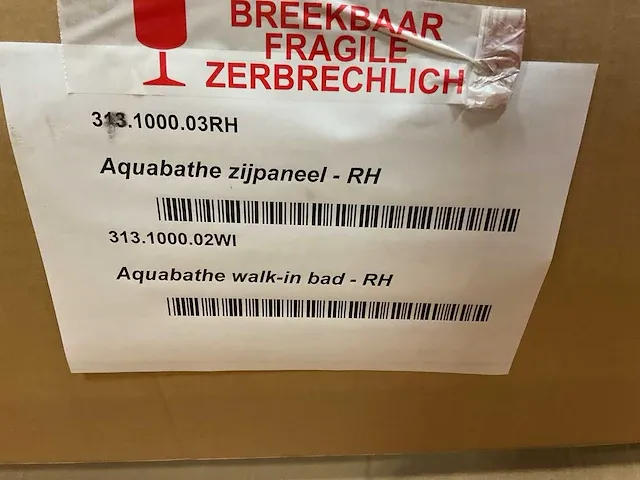 BREEKBAAR
FRAGILE
ZERBRECHLICH
313.1000.03RH
Aquabathe zijpaneel - RH
313.1000.02WI
Aquabathe walk-in bad - RH